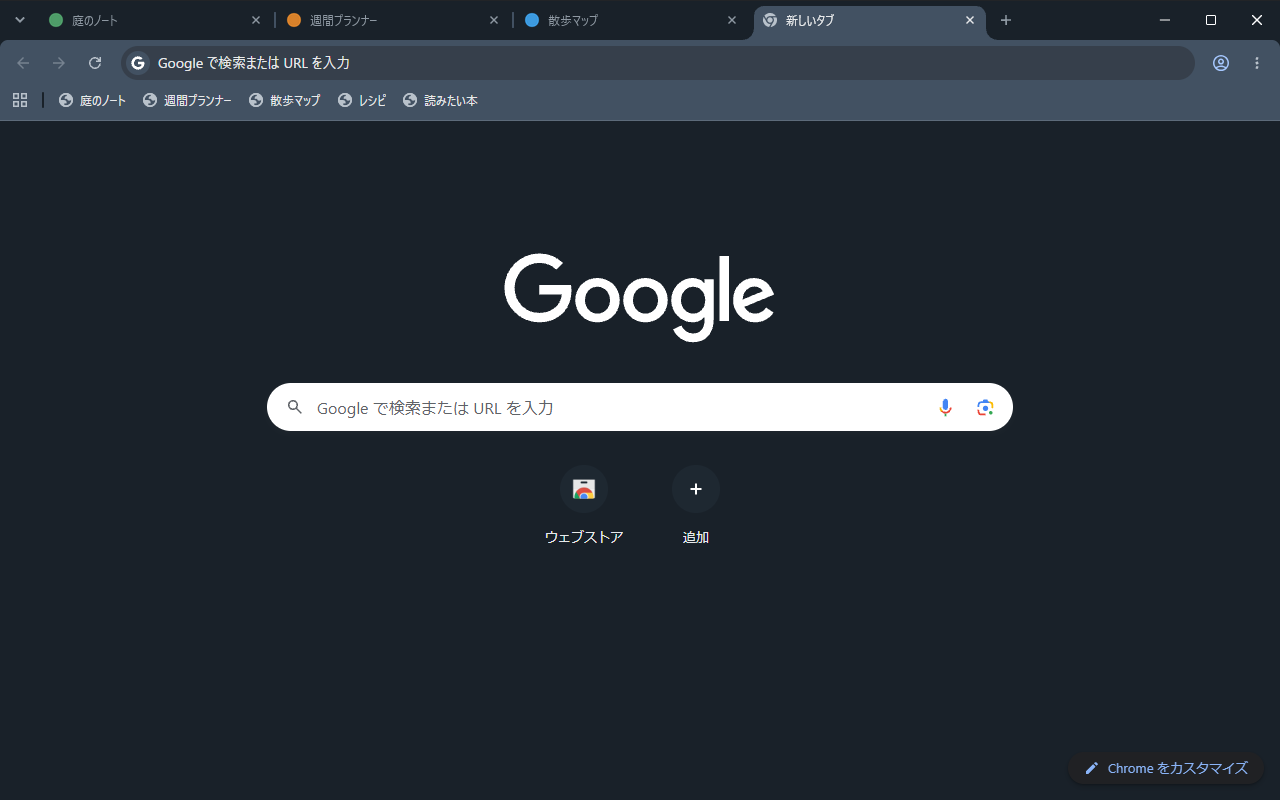 庭のノート
週間プランナー
散歩マップ
新しいタブ
Google で検索または URL を入力
庭のノート
週間プランナー
散歩マップ
レシピ
読みたい本
Google
Google で検索または URL を入力
ウェブストア
追加
Chrome をカスタマイズ